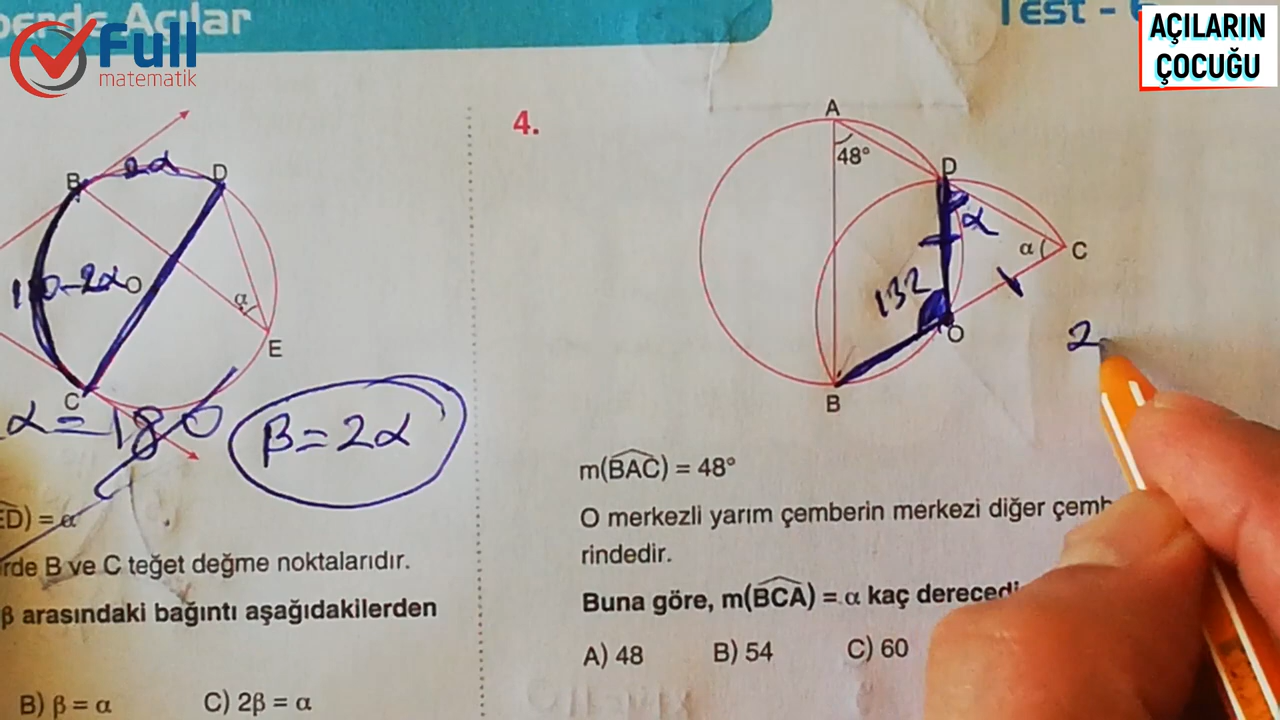 Açılar
Full
matematik
Test -
AÇILARIN
ÇOCUĞU
B
2α
D
180-2α
O
α
E
C
α = 180
β = 2α
ED) = α
rde B ve C teğet değme noktalarıdır.
β arasındaki bağıntı aşağıdakilerden
B) β = α C) 2β = α
4.
A
48°
D
α
α
C
132
O
B
2
m(BAC) = 48°
O merkezli yarım çemberin merkezi diğer çemb
rindedir.
Buna göre, m(BCA) = α kaç derecedi
A) 48 B) 54 C) 60